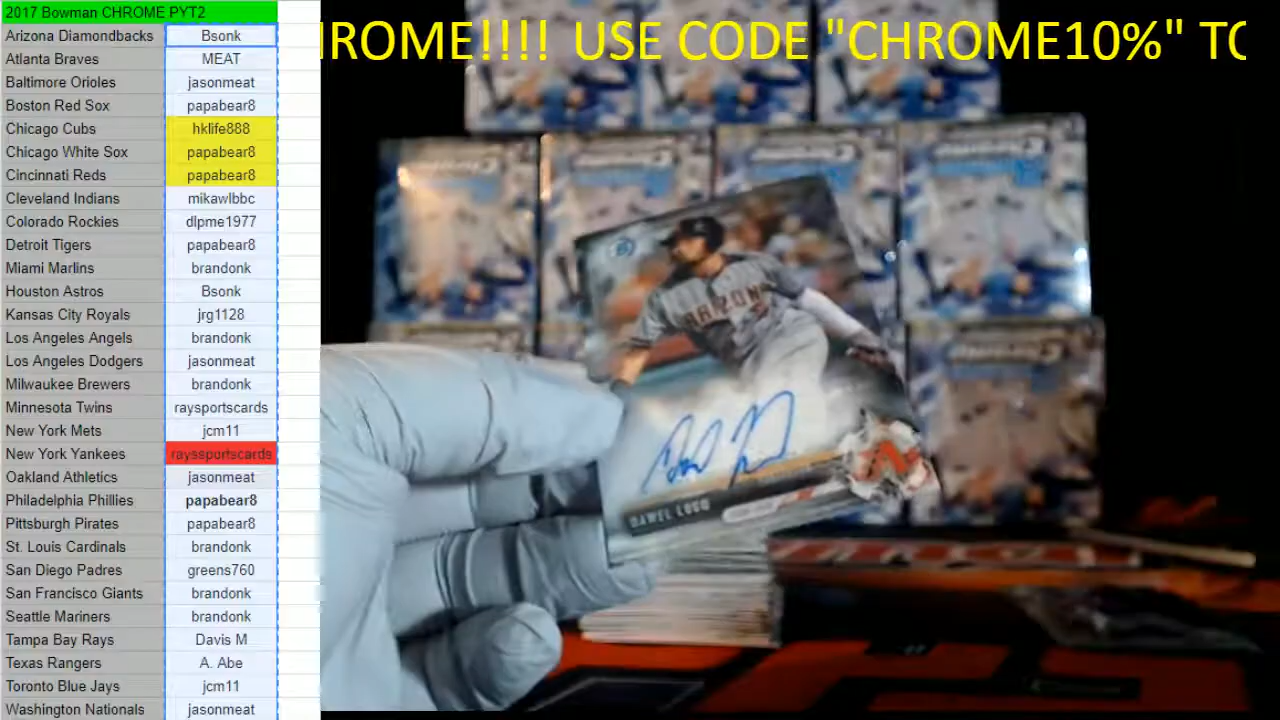 2017 Bowman CHROME PYT2
Arizona Diamondbacks Bsonk
Atlanta Braves MEAT
Baltimore Orioles jasonmeat
Boston Red Sox papabear8
Chicago Cubs hklife888
Chicago White Sox papabear8
Cincinnati Reds papabear8
Cleveland Indians mikawlbbc
Colorado Rockies dlpme1977
Detroit Tigers papabear8
Miami Marlins brandonk
Houston Astros Bsonk
Kansas City Royals jrg1128
Los Angeles Angels brandonk
Los Angeles Dodgers jasonmeat
Milwaukee Brewers brandonk
Minnesota Twins raysportscards
New York Mets jcm11
New York Yankees rayssportscards
Oakland Athletics jasonmeat
Philadelphia Phillies papabear8
Pittsburgh Pirates papabear8
St. Louis Cardinals brandonk
San Diego Padres greens760
San Francisco Giants brandonk
Seattle Mariners brandonk
Tampa Bay Rays Davis M
Texas Rangers A. Abe
Toronto Blue Jays jcm11
Washington Nationals jasonmeat
HROME!!!! USE CODE "CHROME10%" TO
ARIZONA
DAWEL LUGO